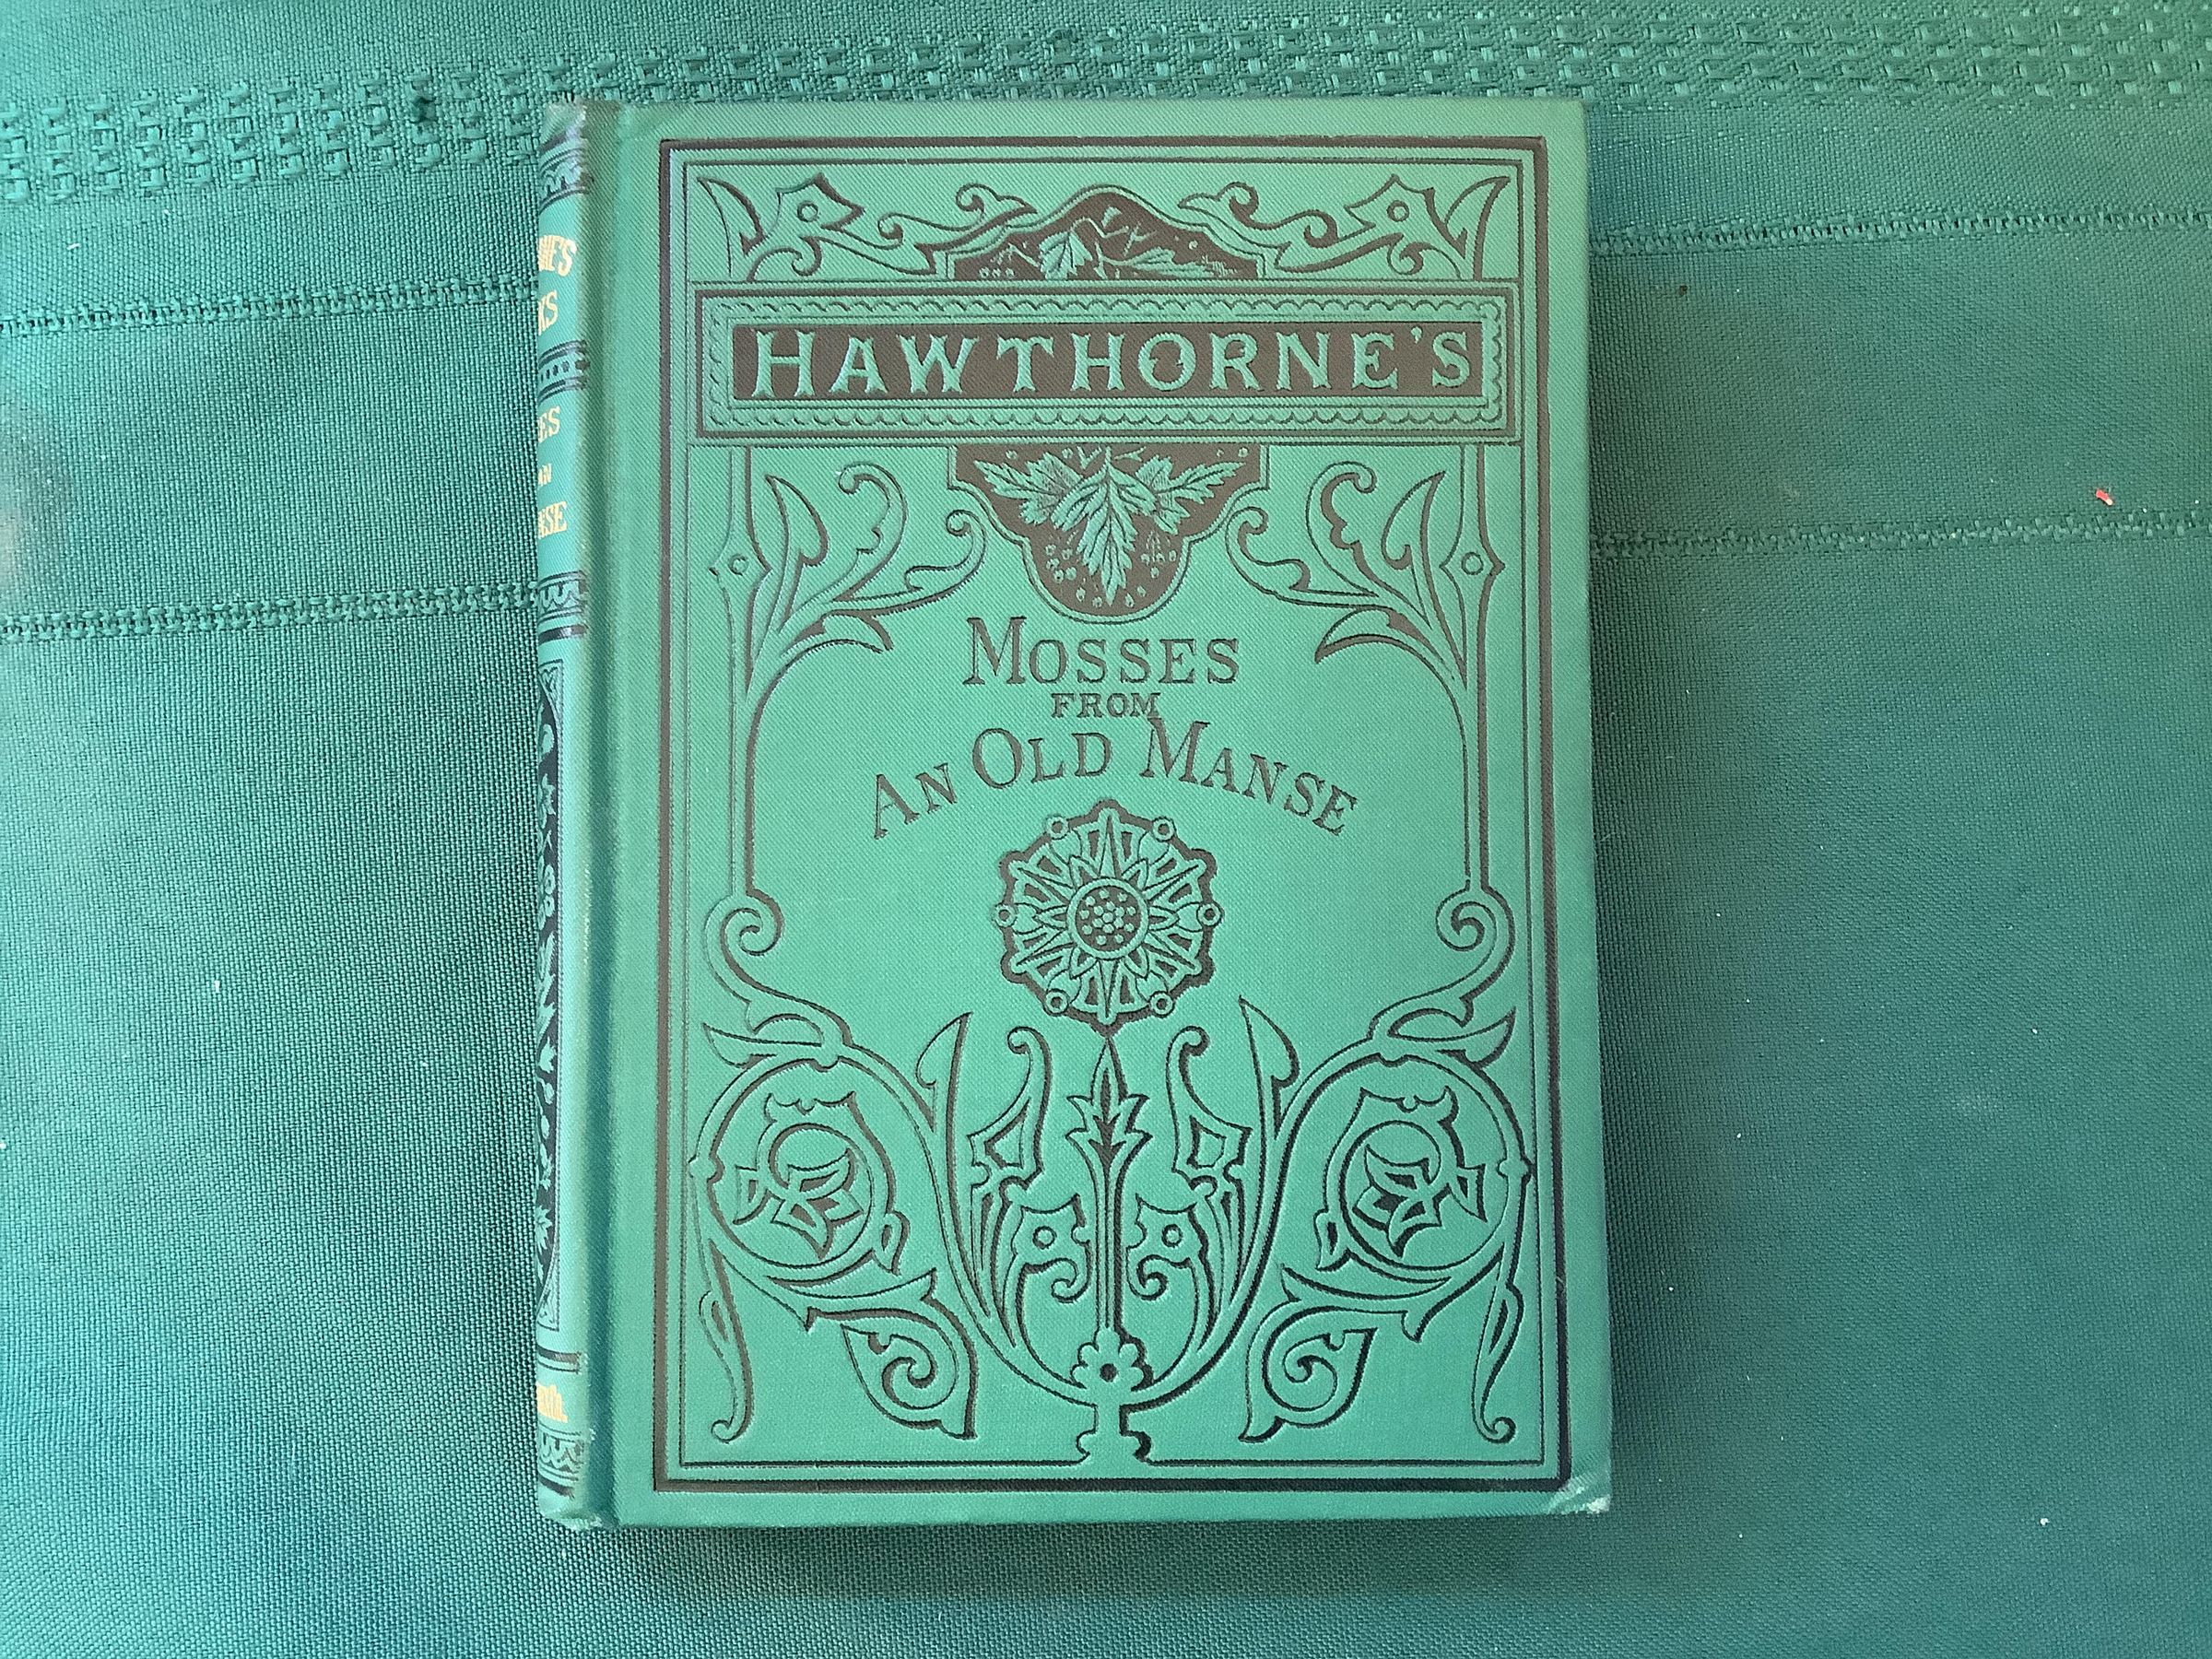 HAWTHORNE'S
MOSSES
FROM
AN OLD MANSE